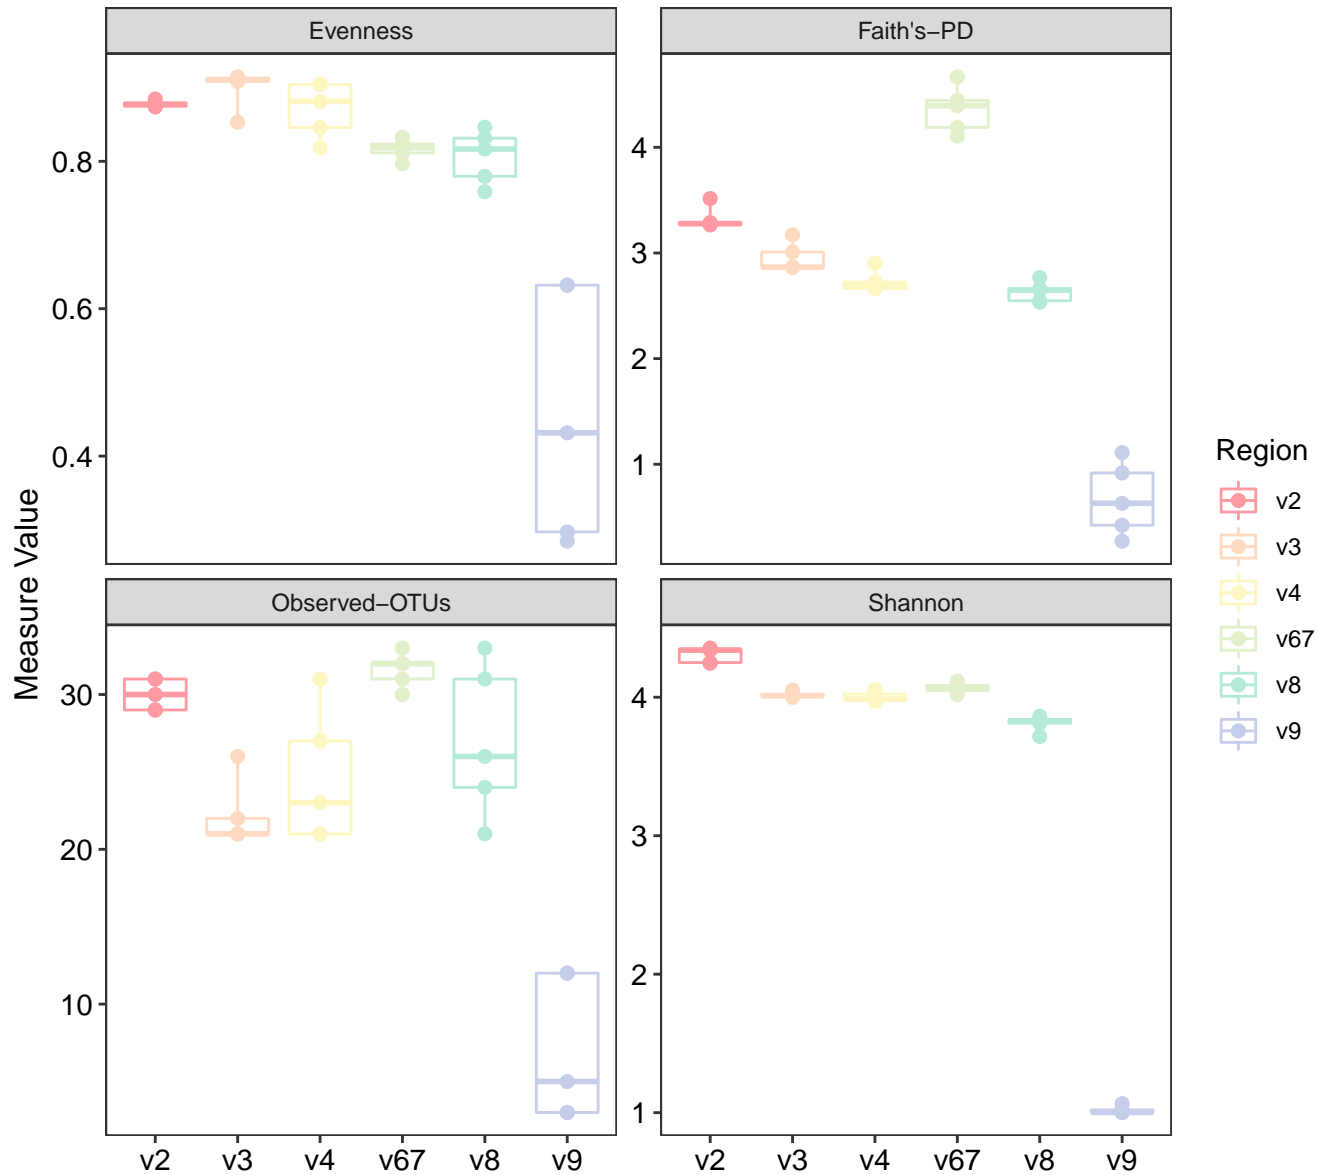 Evenness
Faith's−PD
0.8
0.6
0.4
4
3
2
1
Measure Value
Observed−OTUs
Shannon
30
20
10
4
3
2
1
v2 v3 v4 v67 v8 v9
v2 v3 v4 v67 v8 v9
Region
v2
v3
v4
v67
v8
v9